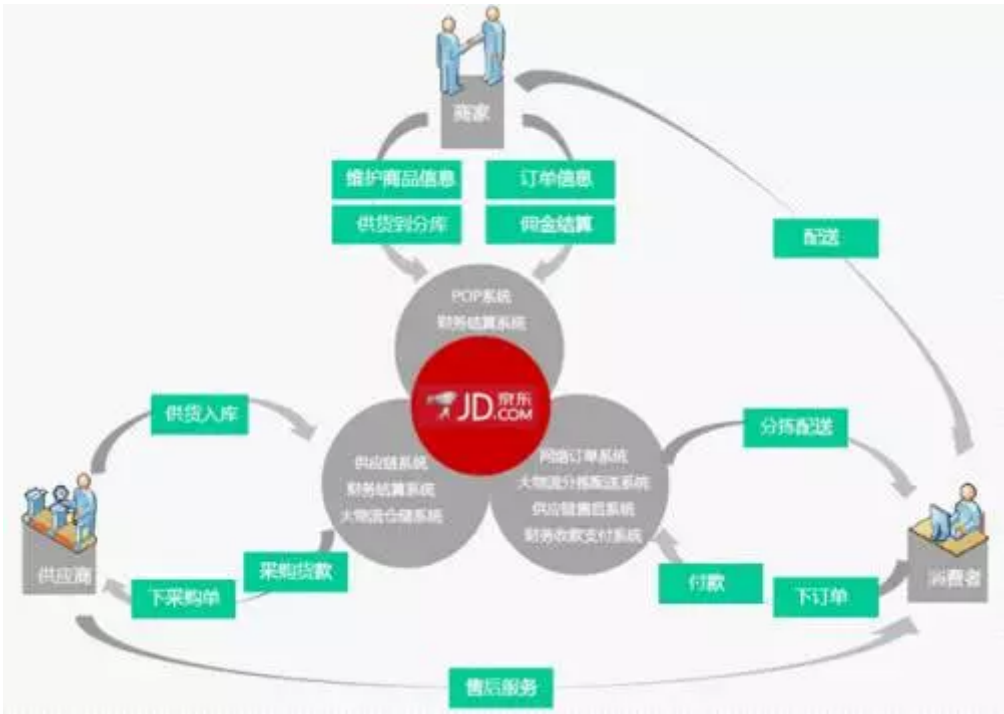 商家
维护商品信息
订单信息
供货到分库
佣金结算
配送
POP系统
财务结算系统
JD京东
.COM
供货入库
分拣配送
供应链系统
财务结算系统
大物流仓储系统
网络订单系统
大物流分拣配送系统
供应链售后系统
财务收款支付系统
供应商
消费者
采购货款
下采购单
付款
下订单
售后服务